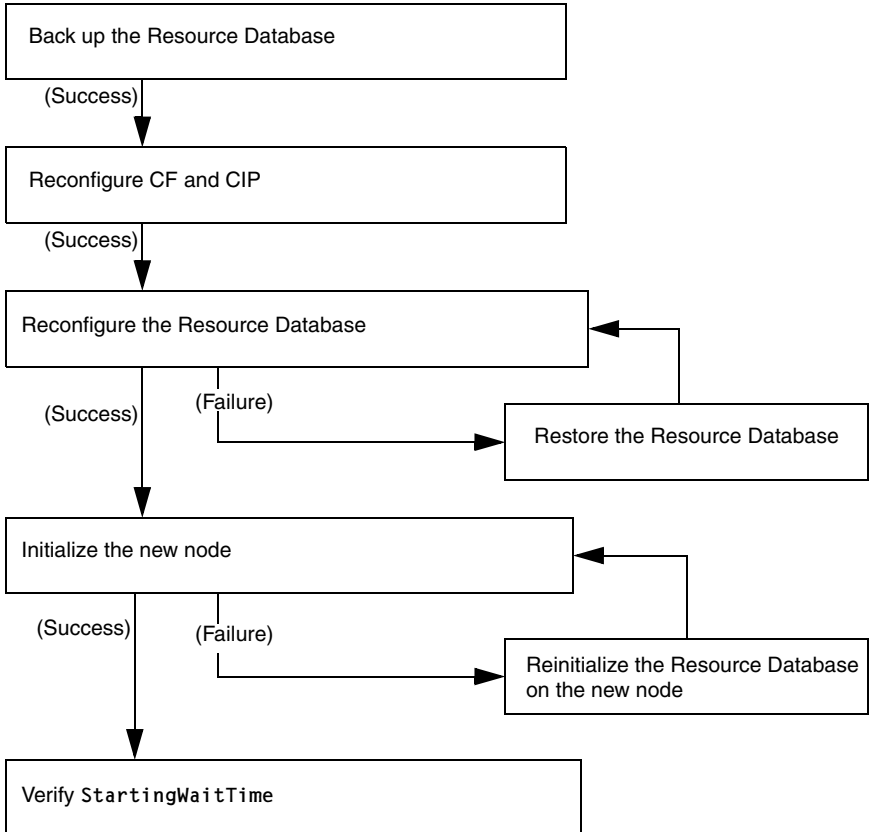 Back up the Resource Database
(Success)
Reconfigure CF and CIP
(Success)
Reconfigure the Resource Database
(Success)
(Failure)
Restore the Resource Database
Initialize the new node
(Success)
(Failure)
Reinitialize the Resource Database
on the new node
Verify StartingWaitTime